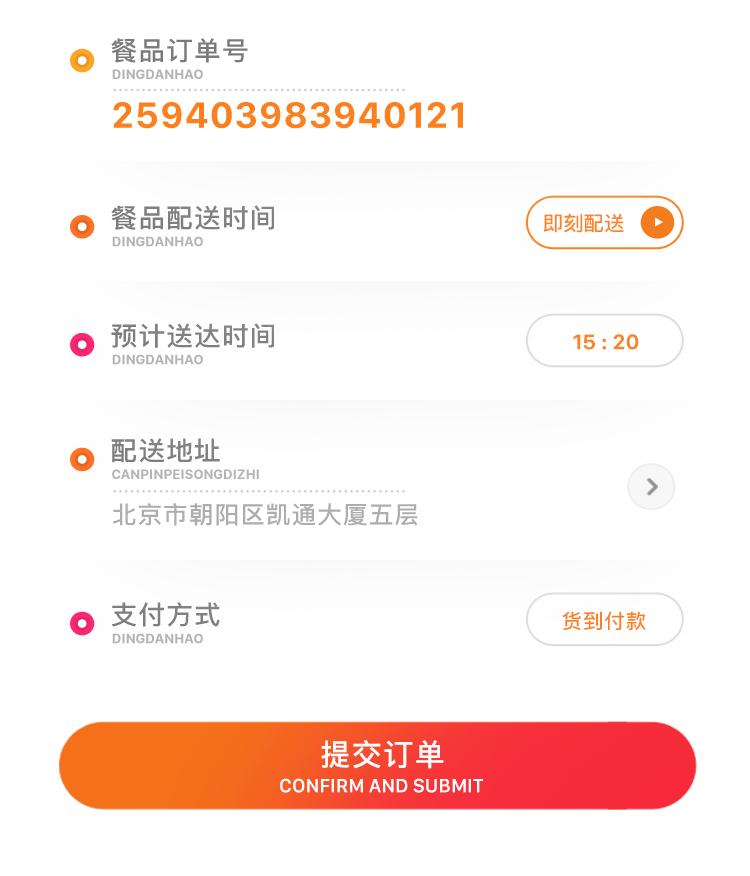 餐品订单号
DINGDANHAO
259403983940121
餐品配送时间
DINGDANHAO
即刻配送
预计送达时间
DINGDANHAO
15 : 20
配送地址
CANPINPEISONGDIZHI
北京市朝阳区凯通大厦五层
支付方式
DINGDANHAO
货到付款
提交订单
CONFIRM AND SUBMIT